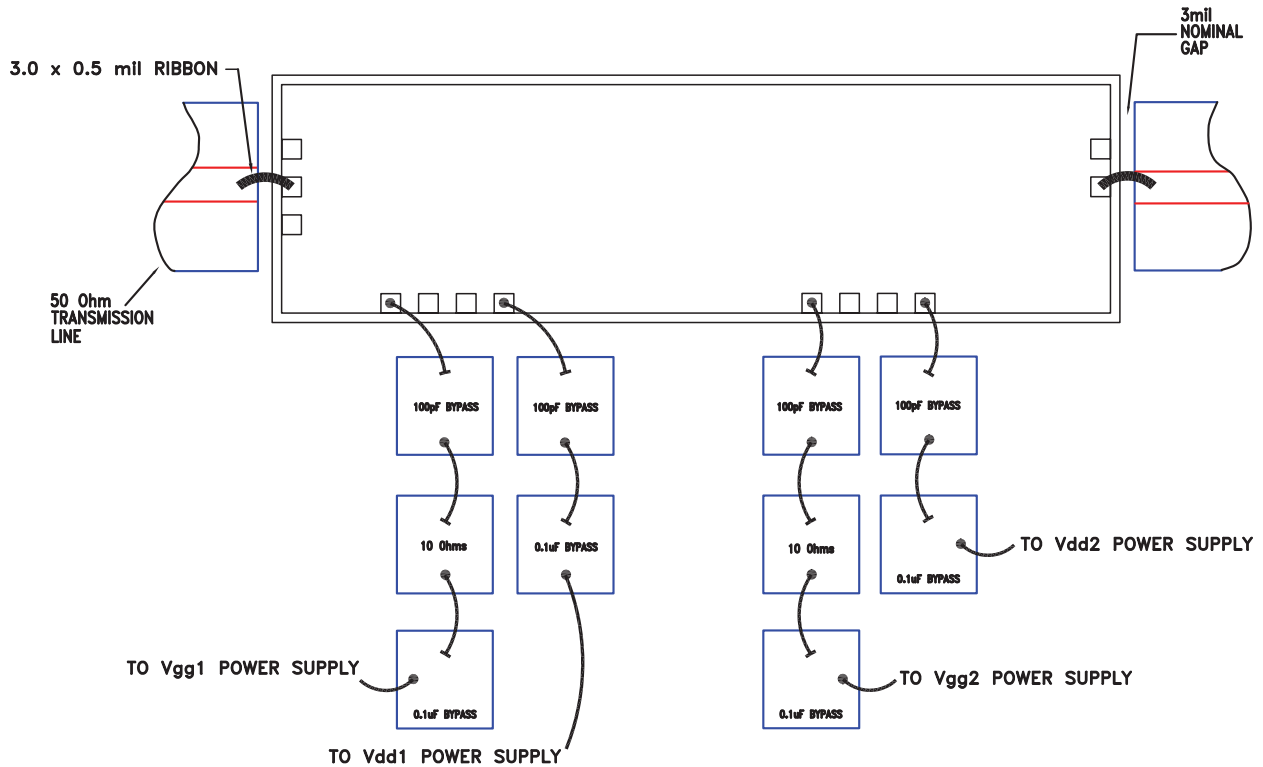 3mil
NOMINAL
GAP
3.0 x 0.5 mil RIBBON
50 Ohm
TRANSMISSION
LINE
100pF BYPASS
100pF BYPASS
100pF BYPASS
100pF BYPASS
10 Ohms
0.1uF BYPASS
10 Ohms
TO Vdd2 POWER SUPPLY
0.1uF BYPASS
TO Vgg1 POWER SUPPLY
TO Vgg2 POWER SUPPLY
0.1uF BYPASS
0.1uF BYPASS
TO Vdd1 POWER SUPPLY